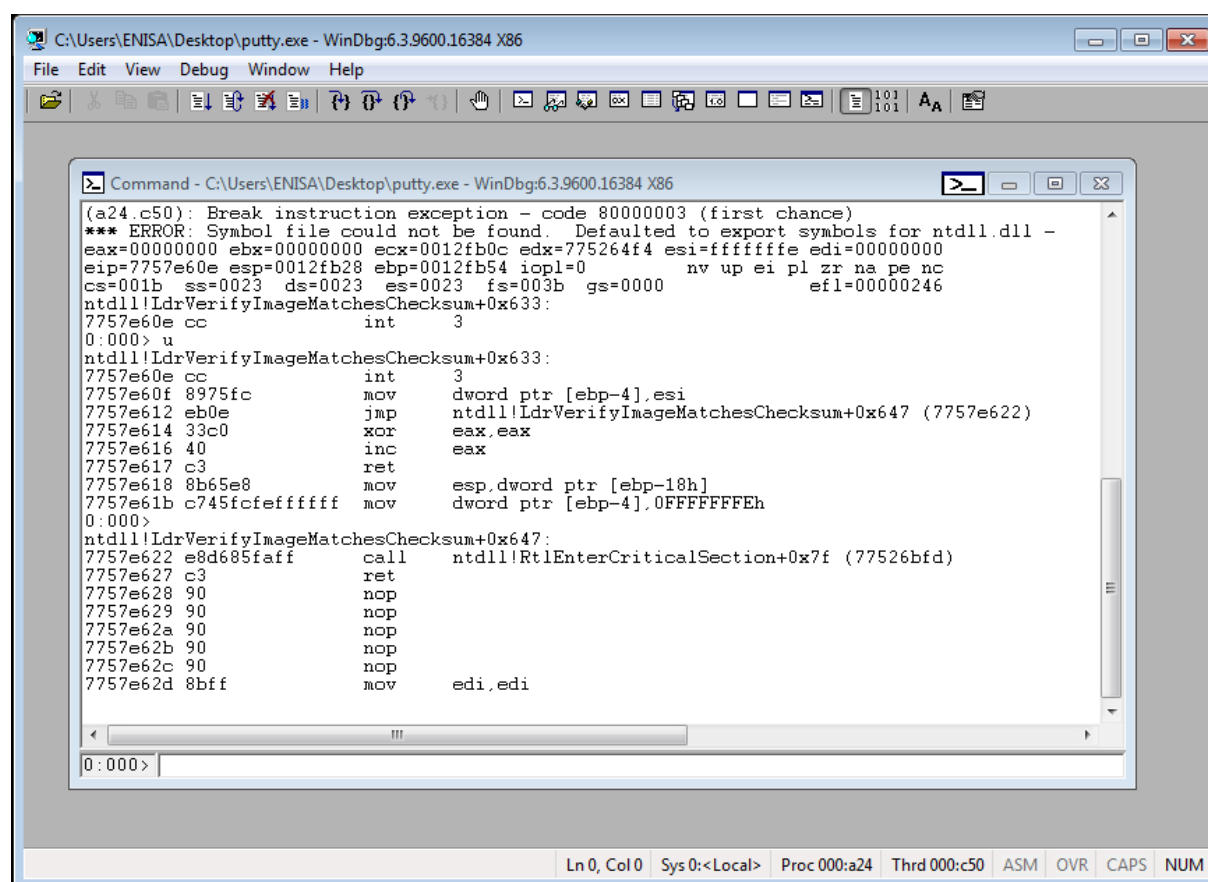 C:\Users\ENISA\Desktop\putty.exe - WinDbg:6.3.9600.16384 X86
File Edit View Debug Window Help
Command - C:\Users\ENISA\Desktop\putty.exe - WinDbg:6.3.9600.16384 X86
(a24.c50): Break instruction exception - code 80000003 (first chance)
*** ERROR: Symbol file could not be found.  Defaulted to export symbols for ntdll.dll -
eax=00000000 ebx=00000000 ecx=0012fb0c edx=775264f4 esi=fffffffe edi=00000000
eip=7757e60e esp=0012fb28 ebp=0012fb54 iopl=0         nv up ei pl zr na pe nc
cs=001b  ss=0023  ds=0023  es=0023  fs=003b  gs=0000             efl=00000246
ntdll!LdrVerifyImageMatchesChecksum+0x633:
7757e60e cc              int     3
0:000> u
ntdll!LdrVerifyImageMatchesChecksum+0x633:
7757e60e cc              int     3
7757e60f 8975fc          mov     dword ptr [ebp-4],esi
7757e612 eb0e            jmp     ntdll!LdrVerifyImageMatchesChecksum+0x647 (7757e622)
7757e614 33c0            xor     eax,eax
7757e616 40              inc     eax
7757e617 c3              ret
7757e618 8b65e8          mov     esp,dword ptr [ebp-18h]
7757e61b c745fcfeffffff  mov     dword ptr [ebp-4],0FFFFFFFEh
0:000>
ntdll!LdrVerifyImageMatchesChecksum+0x647:
7757e622 e8d685faff      call    ntdll!RtlEnterCriticalSection+0x7f (77526bfd)
7757e627 c3              ret
7757e628 90              nop
7757e629 90              nop
7757e62a 90              nop
7757e62b 90              nop
7757e62c 90              nop
7757e62d 8bff            mov     edi,edi
0:000>
Ln 0, Col 0 Sys 0:<Local> Proc 000:a24 Thrd 000:c50 ASM OVR CAPS NUM